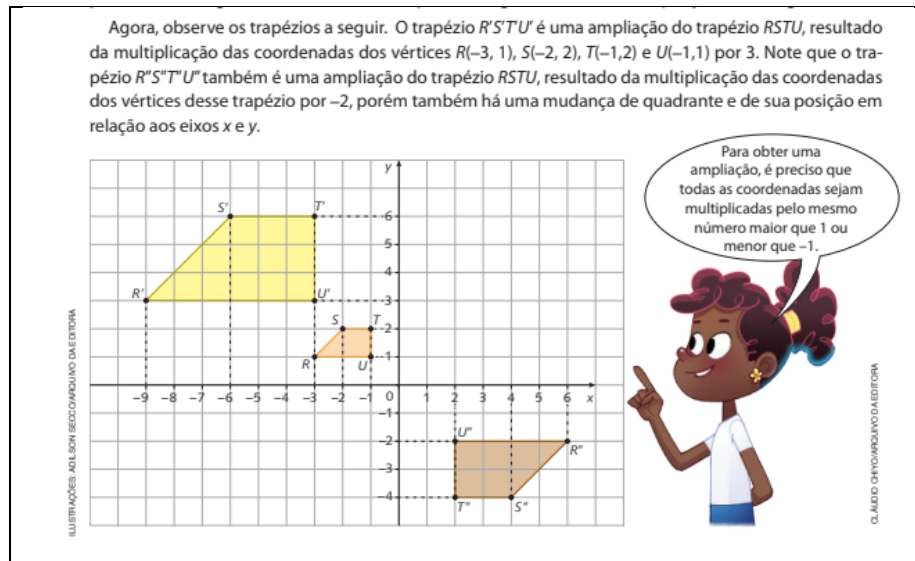 Agora, observe os trapézios a seguir. O trapézio R'S'T'U' é uma ampliação do trapézio RSTU, resultado
da multiplicação das coordenadas dos vértices R(–3, 1), S(–2, 2), T(–1,2) e U(–1,1) por 3. Note que o tra-
pézio R"S"T"U" também é uma ampliação do trapézio RSTU, resultado da multiplicação das coordenadas
dos vértices desse trapézio por –2, porém também há uma mudança de quadrante e de sua posição em
relação aos eixos x e y.
Para obter uma
ampliação, é preciso que
todas as coordenadas sejam
multiplicadas pelo mesmo
número maior que 1 ou
menor que –1.
y
S' T' 6
5
4
R' U' 3
S T 2
R U 1
–9 –8 –7 –6 –5 –4 –3 –2 –1 0 1 2 3 4 5 6 x
–1
–2 U" R"
–3
–4 T" S"
ILUSTRAÇÕES: ADILSON SECCO/ARQUIVO DA EDITORA
CLÁUDIO CHIYO/ARQUIVO DA EDITORA